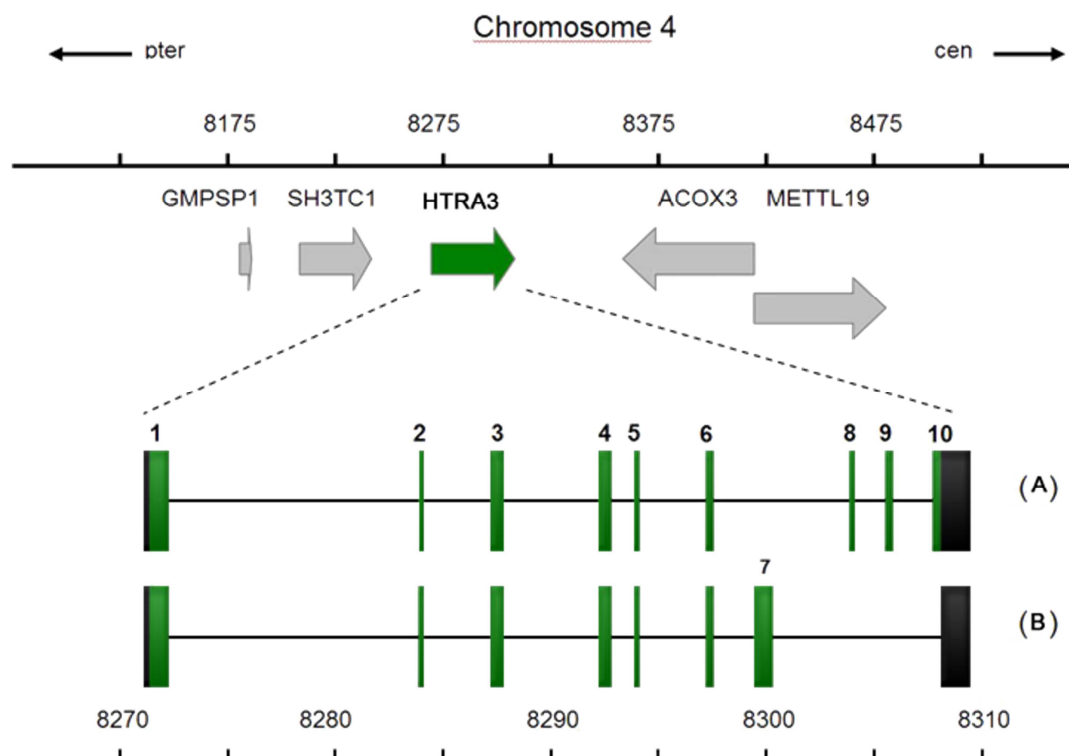 Chromosome 4
pter cen
8175 8275 8375 8475
GMPSP1 SH3TC1 HTRA3 ACOX3 METTL19
1 2 3 4 5 6 8 9 10
(A)
7
(B)
8270 8280 8290 8300 8310